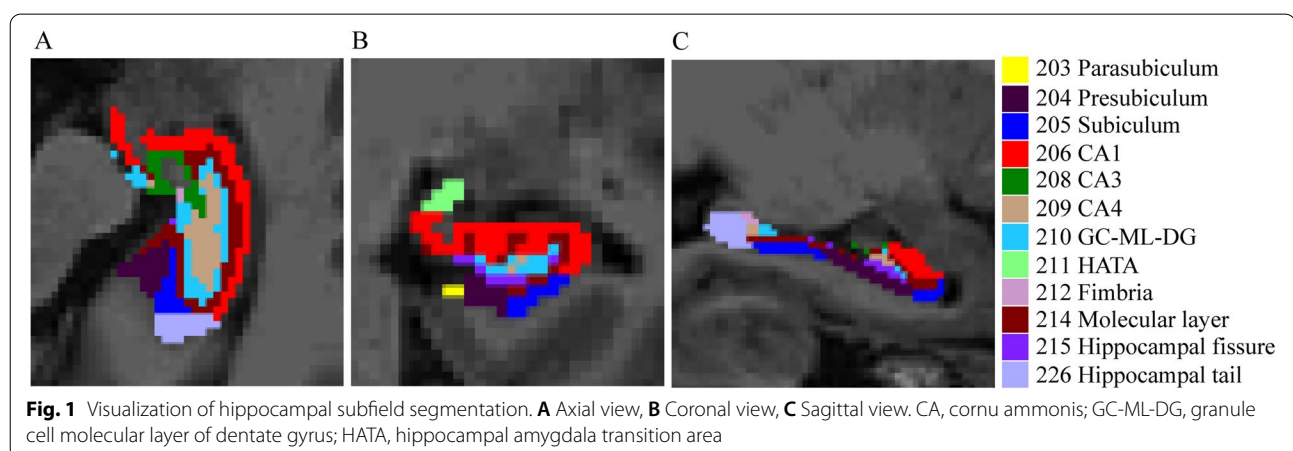 A
B
C
203 Parasubiculum
204 Presubiculum
205 Subiculum
206 CA1
208 CA3
209 CA4
210 GC-ML-DG
211 HATA
212 Fimbria
214 Molecular layer
215 Hippocampal fissure
226 Hippocampal tail
Fig. 1 Visualization of hippocampal subfield segmentation. A Axial view, B Coronal view, C Sagittal view. CA, cornu ammonis; GC-ML-DG, granule
cell molecular layer of dentate gyrus; HATA, hippocampal amygdala transition area